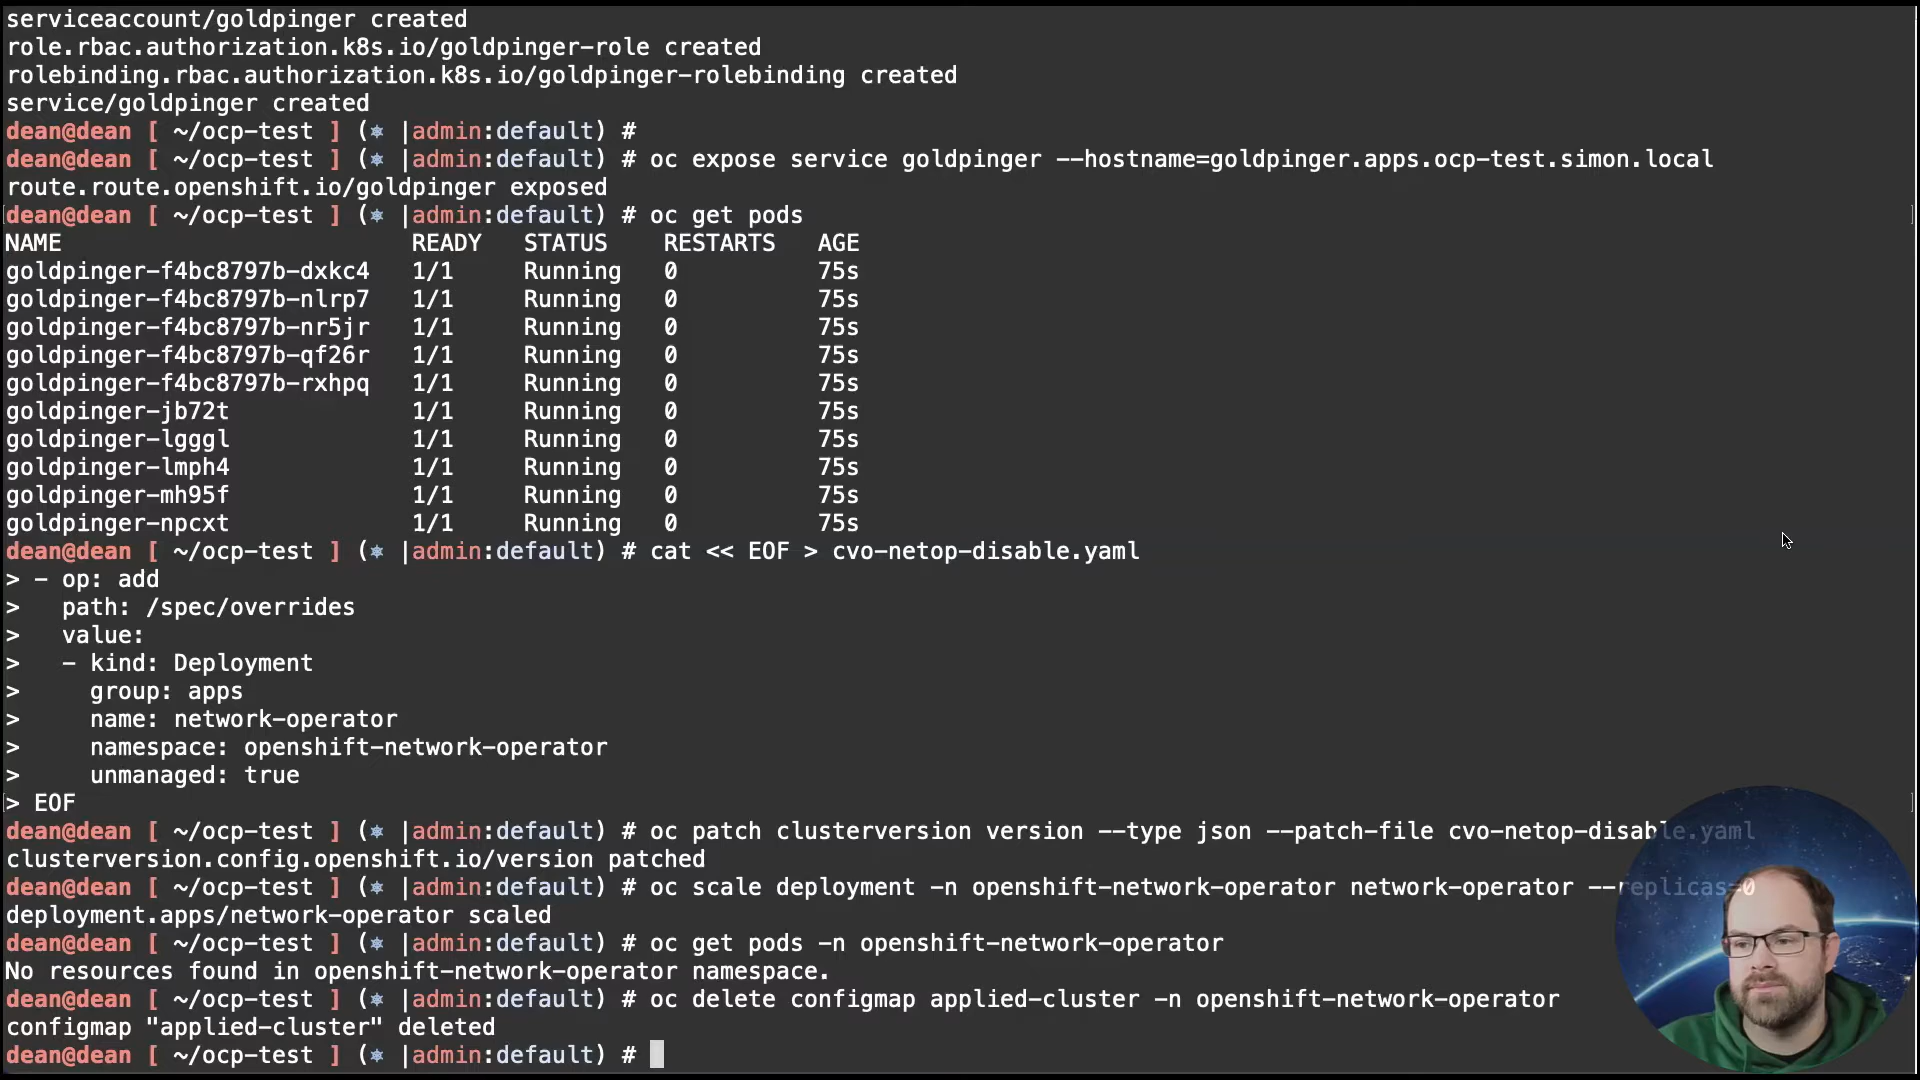 serviceaccount/goldpinger created
role.rbac.authorization.k8s.io/goldpinger-role created
rolebinding.rbac.authorization.k8s.io/goldpinger-rolebinding created
service/goldpinger created
dean@dean [ ~/ocp-test ] (⎈ |admin:default) #
dean@dean [ ~/ocp-test ] (⎈ |admin:default) # oc expose service goldpinger --hostname=goldpinger.apps.ocp-test.simon.local
route.route.openshift.io/goldpinger exposed
dean@dean [ ~/ocp-test ] (⎈ |admin:default) # oc get pods
NAME                         READY   STATUS    RESTARTS   AGE
goldpinger-f4bc8797b-dxkc4   1/1     Running   0          75s
goldpinger-f4bc8797b-nlrp7   1/1     Running   0          75s
goldpinger-f4bc8797b-nr5jr   1/1     Running   0          75s
goldpinger-f4bc8797b-qf26r   1/1     Running   0          75s
goldpinger-f4bc8797b-rxhpq   1/1     Running   0          75s
goldpinger-jb72t             1/1     Running   0          75s
goldpinger-lgggl             1/1     Running   0          75s
goldpinger-lmph4             1/1     Running   0          75s
goldpinger-mh95f             1/1     Running   0          75s
goldpinger-npcxt             1/1     Running   0          75s
dean@dean [ ~/ocp-test ] (⎈ |admin:default) # cat << EOF > cvo-netop-disable.yaml
> - op: add
>   path: /spec/overrides
>   value:
>   - kind: Deployment
>     group: apps
>     name: network-operator
>     namespace: openshift-network-operator
>     unmanaged: true
> EOF
dean@dean [ ~/ocp-test ] (⎈ |admin:default) # oc patch clusterversion version --type json --patch-file cvo-netop-disable.yaml
clusterversion.config.openshift.io/version patched
dean@dean [ ~/ocp-test ] (⎈ |admin:default) # oc scale deployment -n openshift-network-operator network-operator --replicas=0
deployment.apps/network-operator scaled
dean@dean [ ~/ocp-test ] (⎈ |admin:default) # oc get pods -n openshift-network-operator
No resources found in openshift-network-operator namespace.
dean@dean [ ~/ocp-test ] (⎈ |admin:default) # oc delete configmap applied-cluster -n openshift-network-operator
configmap "applied-cluster" deleted
dean@dean [ ~/ocp-test ] (⎈ |admin:default) #